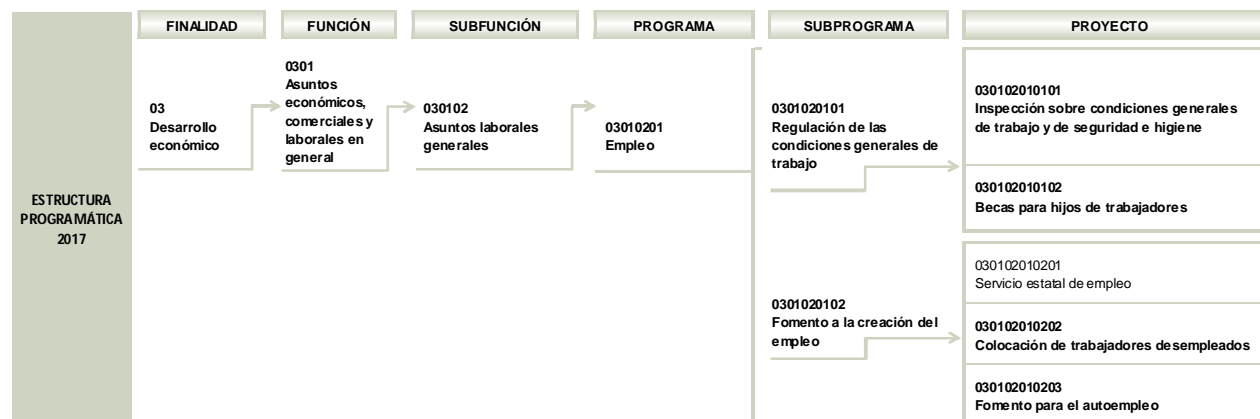 FINALIDAD
FUNCIÓN
SUBFUNCIÓN
PROGRAMA
SUBPROGRAMA
PROYECTO
ESTRUCTURA
PROGRAMÁTICA
2017
03
Desarrollo
económico
0301
Asuntos
económicos,
comerciales y
laborales en
general
030102
Asuntos laborales
generales
03010201
Empleo
0301020101
Regulación de las
condiciones generales de
trabajo
030102010101
Inspección sobre condiciones generales
de trabajo y de seguridad e higiene
030102010102
Becas para hijos de trabajadores
0301020102
Fomento a la creación del
empleo
030102010201
Servicio estatal de empleo
030102010202
Colocación de trabajadores desempleados
030102010203
Fomento para el autoempleo